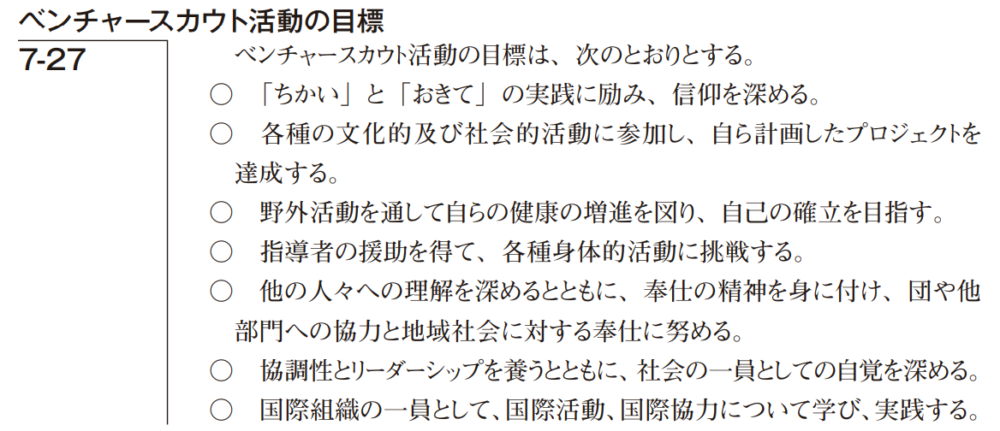 ベンチャースカウト活動の目標
7-27
ベンチャースカウト活動の目標は、次のとおりとする。
○　「ちかい」と「おきて」の実践に励み、信仰を深める。
○　各種の文化的及び社会的活動に参加し、自ら計画したプロジェクトを
達成する。
○　野外活動を通して自らの健康の増進を図り、自己の確立を目指す。
○　指導者の援助を得て、各種身体的活動に挑戦する。
○　他の人々への理解を深めるとともに、奉仕の精神を身に付け、団や他
部門への協力と地域社会に対する奉仕に努める。
○　協調性とリーダーシップを養うとともに、社会の一員としての自覚を深める。
○　国際組織の一員として、国際活動、国際協力について学び、実践する。